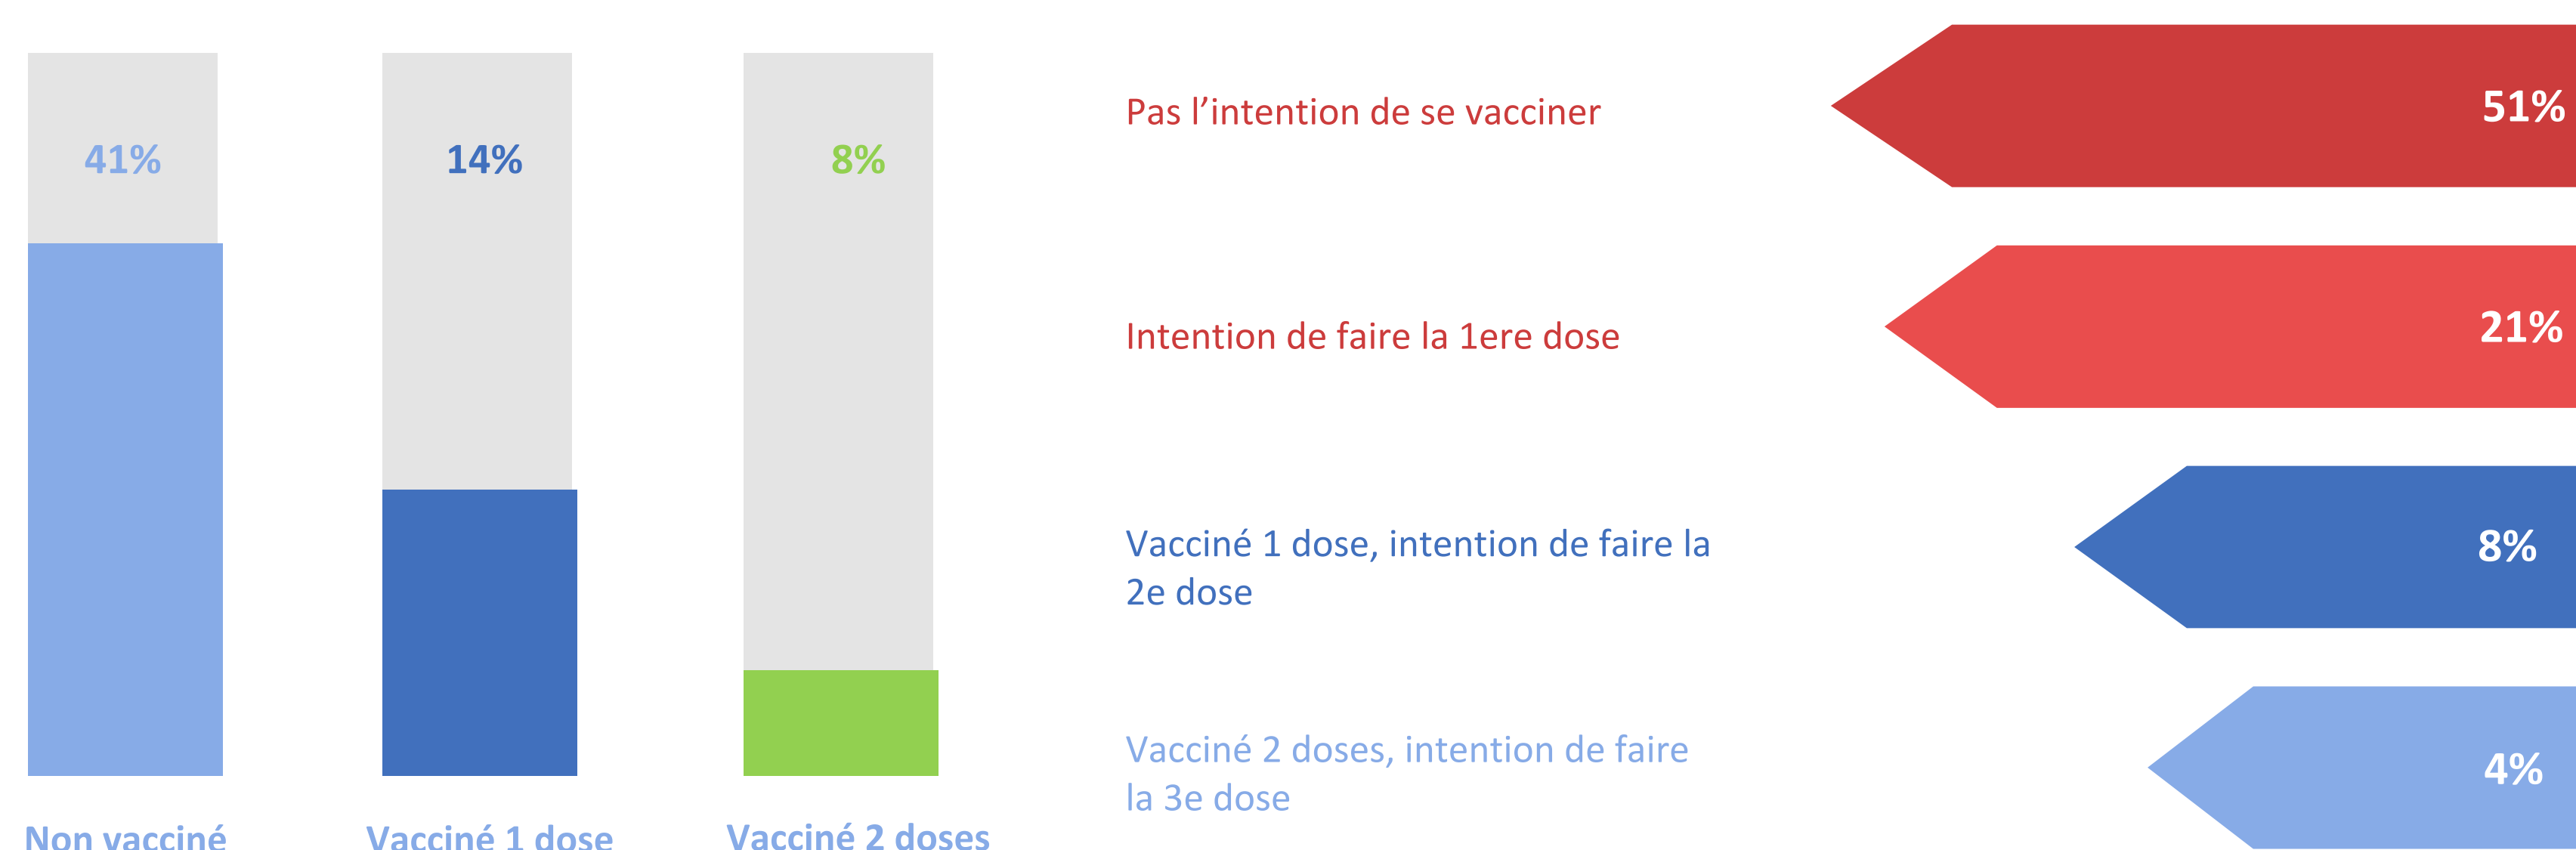 41%
14%
8%
Non vacciné
Vacciné 1 dose
Vacciné 2 doses
Pas l’intention de se vacciner
51%
Intention de faire la 1ere dose
21%
Vacciné 1 dose, intention de faire la
2e dose
8%
Vacciné 2 doses, intention de faire
la 3e dose
4%